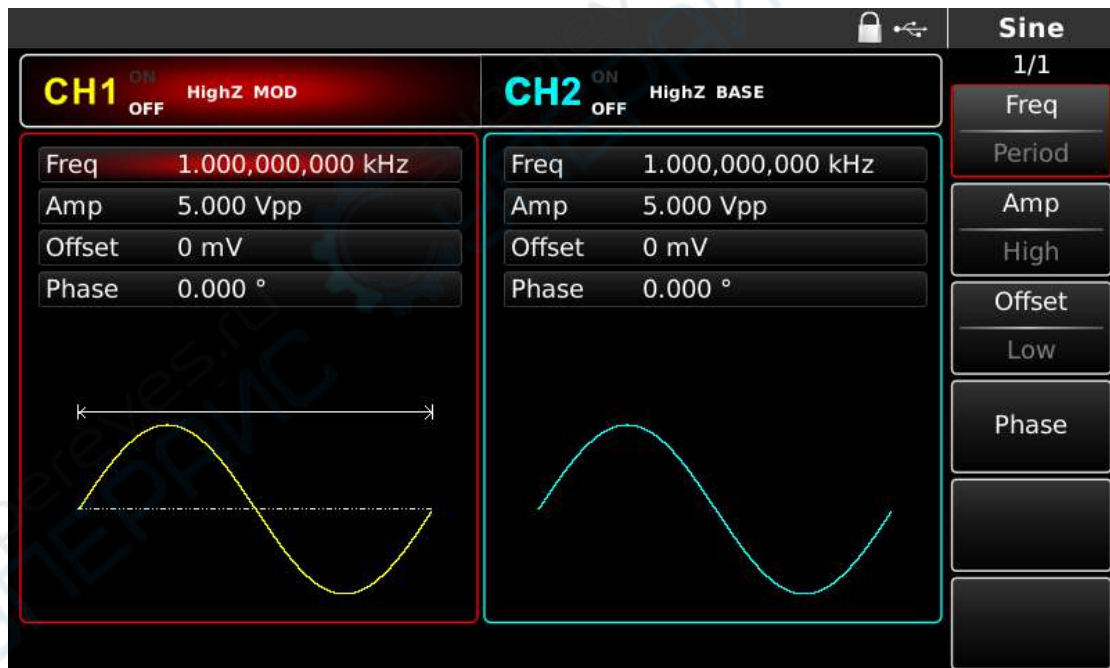 Sine
1/1
CH1 ON OFF HighZ MOD
CH2 ON OFF HighZ BASE
Freq 1.000,000,000 kHz
Amp 5.000 Vpp
Offset 0 mV
Phase 0.000 °
Freq 1.000,000,000 kHz
Amp 5.000 Vpp
Offset 0 mV
Phase 0.000 °
Freq
Period
Amp
High
Offset
Low
Phase